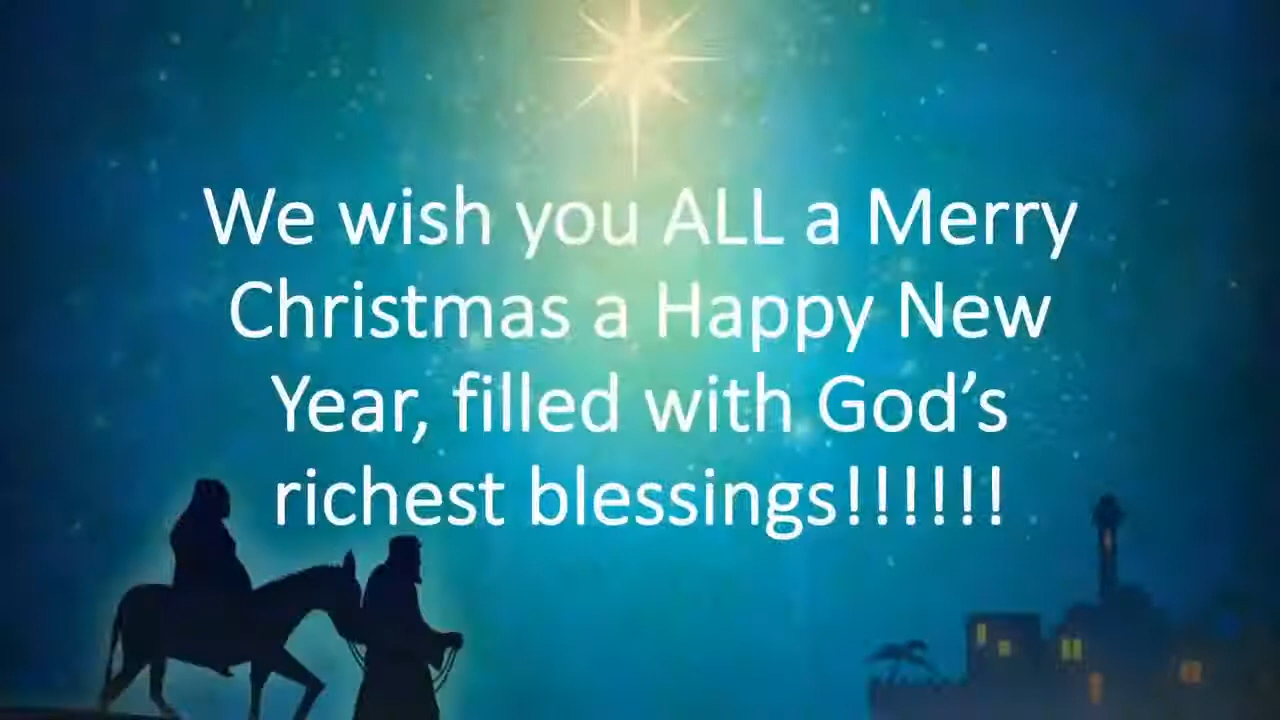 We wish you ALL a Merry
Christmas a Happy New
Year, filled with God’s
richest blessings!!!!!!